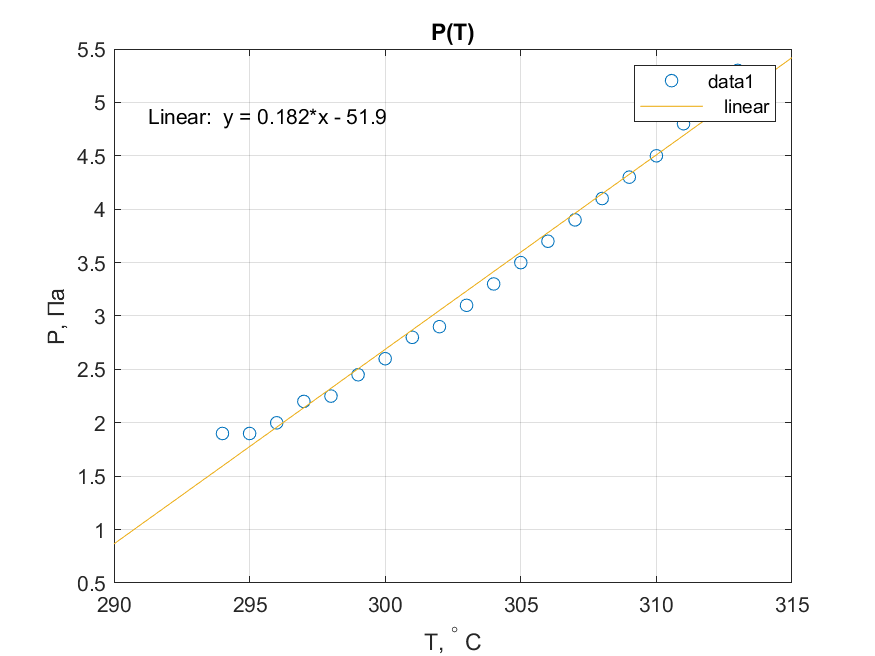 P(T)
5.5
5
4.5
4
3.5
3
2.5
2
1.5
1
0.5
P, Па
Linear: y = 0.182*x - 51.9
data1
linear
290 295 300 305 310 315
T, ° C